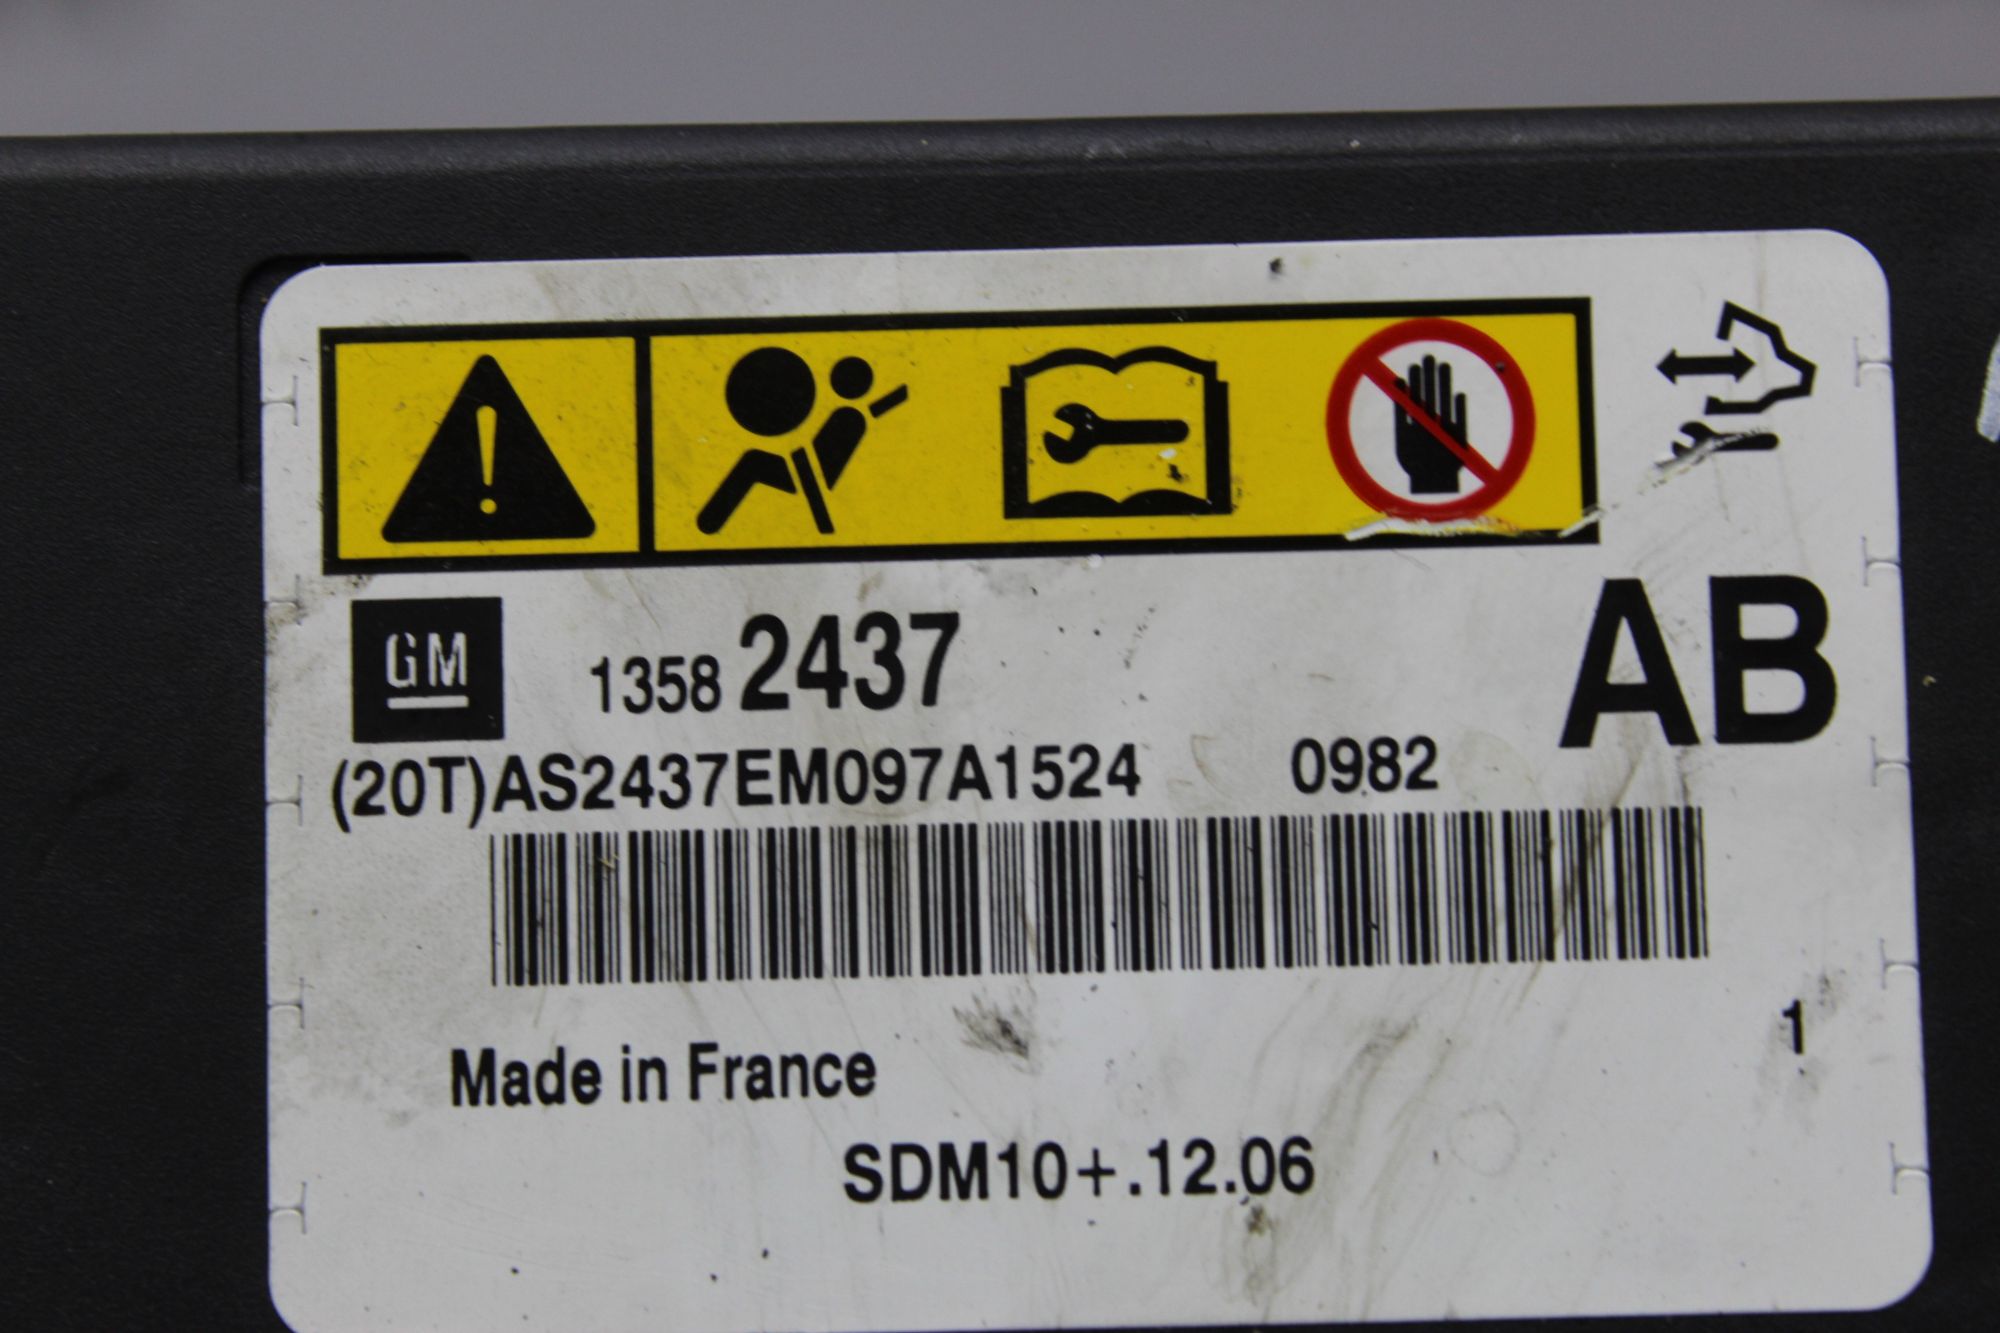 GM 1358 2437 AB
(20T)AS2437EM097A1524 0982
1
Made in France
SDM10+.12.06